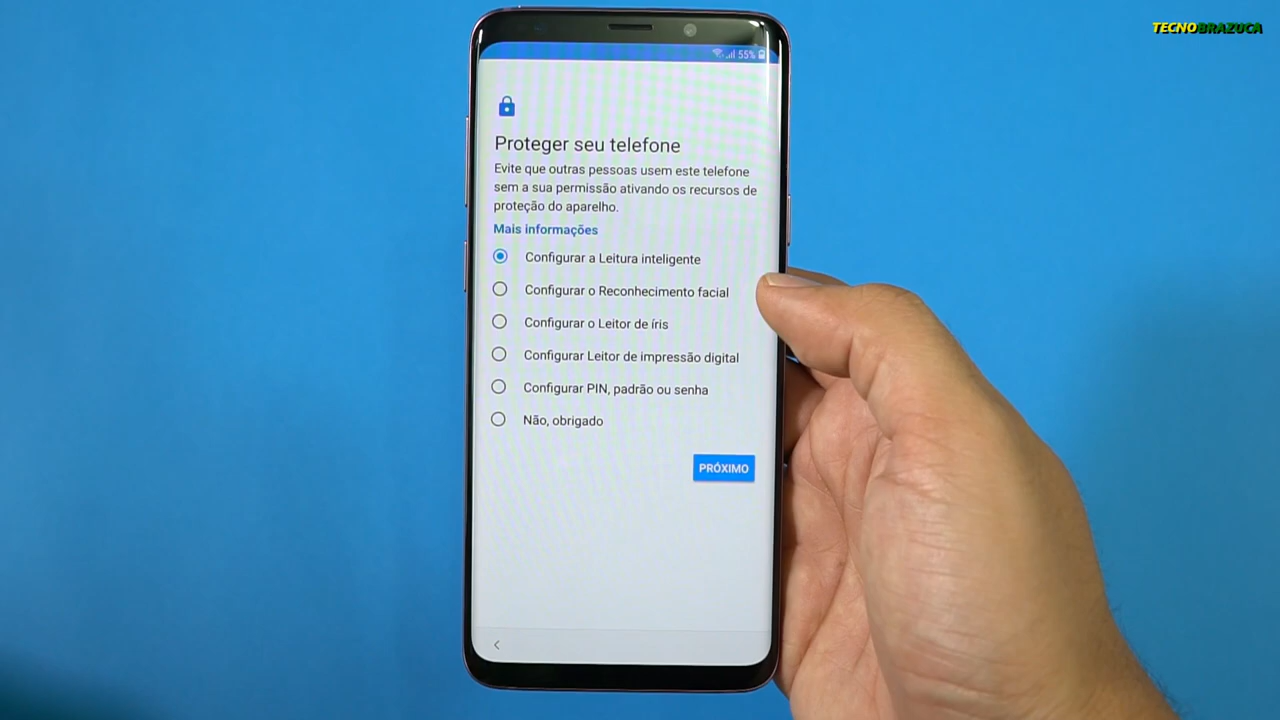 TECNOBRAZUCA
55%
Proteger seu telefone
Evite que outras pessoas usem este telefone
sem a sua permissão ativando os recursos de
proteção do aparelho.
Mais informações
Configurar a Leitura inteligente
Configurar o Reconhecimento facial
Configurar o Leitor de íris
Configurar Leitor de impressão digital
Configurar PIN, padrão ou senha
Não, obrigado
PRÓXIMO